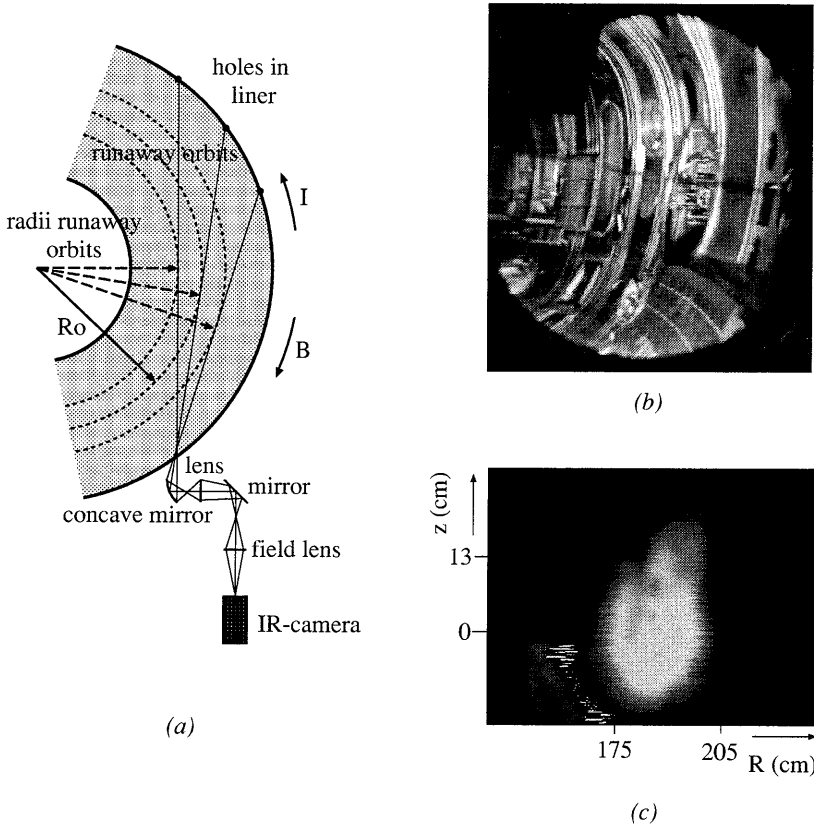 holes in
liner
runaway orbits
I
radii runaway
orbits
Ro
B
lens
mirror
concave mirror
field lens
IR-camera
(a)
(b)
z (cm)
13
0
175
205
R (cm)
(c)